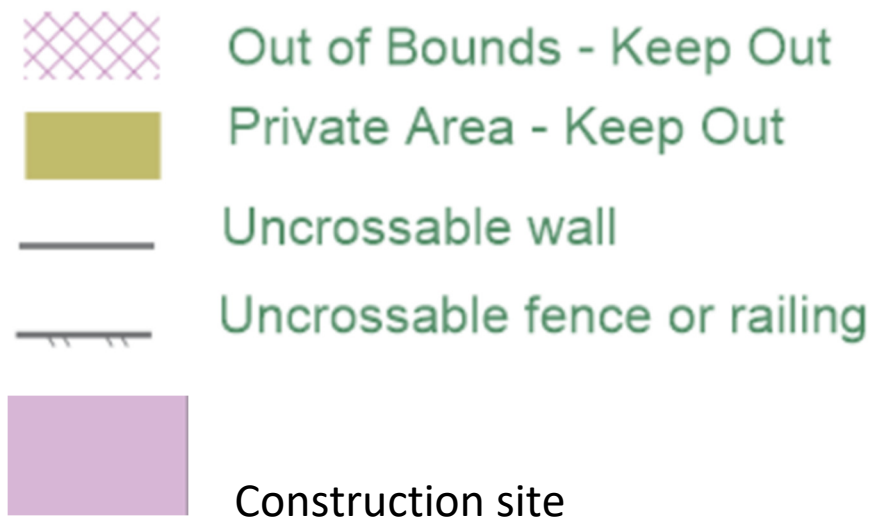 Out of Bounds - Keep Out
Private Area - Keep Out
Uncrossable wall
Uncrossable fence or railing
Construction site